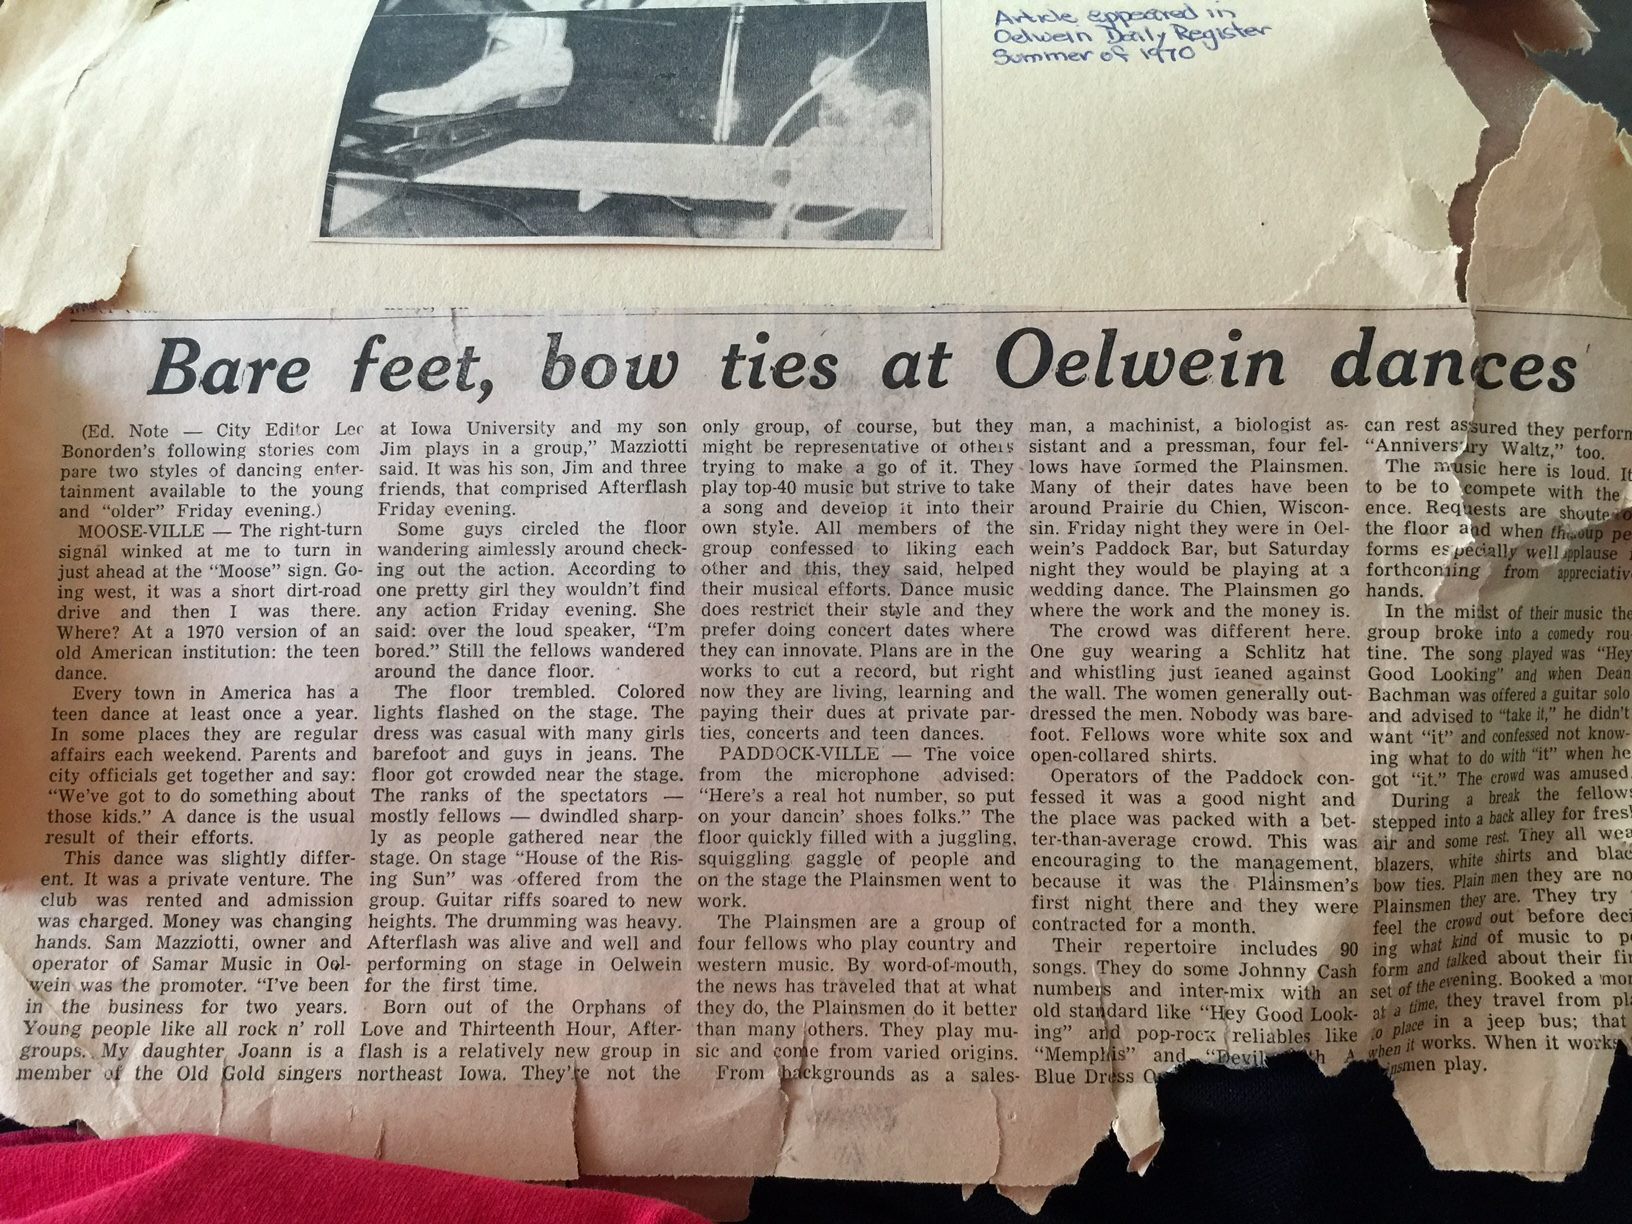 Article appeared in
Oelwein Daily Register
Summer of 1970
Bare feet, bow ties at Oelwein dances
(Ed. Note — City Editor Lee
Bonorden's following stories com
pare two styles of dancing enter-
tainment available to the young
and "older" Friday evening.)
MOOSE-VILLE — The right-turn
signal winked at me to turn in
just ahead at the "Moose" sign. Go-
ing west, it was a short dirt-road
drive and then I was there.
Where? At a 1970 version of an
old American institution: the teen
dance.
Every town in America has a
teen dance at least once a year.
In some places they are regular
affairs each weekend. Parents and
city officials get together and say:
"We've got to do something about
those kids." A dance is the usual
result of their efforts.
This dance was slightly differ-
ent. It was a private venture. The
club was rented and admission
was charged. Money was changing
hands. Sam Mazziotti, owner and
operator of Samar Music in Oel-
wein was the promoter. "I've been
in the business for two years.
Young people like all rock n' roll
groups. My daughter Joann is a
member of the Old Gold singers
at Iowa University and my son
Jim plays in a group," Mazziotti
said. It was his son, Jim and three
friends, that comprised Afterflash
Friday evening.
Some guys circled the floor
wandering aimlessly around check-
ing out the action. According to
one pretty girl they wouldn't find
any action Friday evening. She
said: over the loud speaker, "I'm
bored." Still the fellows wandered
around the dance floor.
The floor trembled. Colored
lights flashed on the stage. The
dress was casual with many girls
barefoot and guys in jeans. The
floor got crowded near the stage.
The ranks of the spectators —
mostly fellows — dwindled sharp-
ly as people gathered near the
stage. On stage "House of the Ris-
ing Sun" was offered from the
group. Guitar riffs soared to new
heights. The drumming was heavy.
Afterflash was alive and well and
performing on stage in Oelwein
for the first time.
Born out of the Orphans of
Love and Thirteenth Hour, After-
flash is a relatively new group in
northeast Iowa. They're not the
only group, of course, but they
might be representative of others
trying to make a go of it. They
play top-40 music but strive to take
a song and develop it into their
own style. All members of the
group confessed to liking each
other and this, they said, helped
their musical efforts. Dance music
does restrict their style and they
prefer doing concert dates where
they can innovate. Plans are in the
works to cut a record, but right
now they are living, learning and
paying their dues at private par-
ties, concerts and teen dances.
PADDOCK-VILLE — The voice
from the microphone advised:
"Here's a real hot number, so put
on your dancin' shoes folks." The
floor quickly filled with a juggling,
squiggling gaggle of people and
on the stage the Plainsmen went to
work.
The Plainsmen are a group of
four fellows who play country and
western music. By word-of-mouth,
the news has traveled that at what
they do, the Plainsmen do it better
than many others. They play mu-
sic and come from varied origins.
From backgrounds as a sales-
man, a machinist, a biologist as-
sistant and a pressman, four fel-
lows have formed the Plainsmen.
Many of their dates have been
around Prairie du Chien, Wiscon-
sin. Friday night they were in Oel-
wein's Paddock Bar, but Saturday
night they would be playing at a
wedding dance. The Plainsmen go
where the work and the money is.
The crowd was different here.
One guy wearing a Schlitz hat
and whistling just leaned against
the wall. The women generally out-
dressed the men. Nobody was bare-
foot. Fellows wore white sox and
open-collared shirts.
Operators of the Paddock con-
fessed it was a good night and
the place was packed with a bet-
ter-than-average crowd. This was
encouraging to the management,
because it was the Plainsmen's
first night there and they were
contracted for a month.
Their repertoire includes 90
songs. They do some Johnny Cash
numbers and inter-mix with an
old standard like "Hey Good Look-
ing" and pop-rock reliables like
"Memphis" and "Devil
Blue Dress
can rest assured they perform
"Anniversary Waltz," too.
The music here is loud. It
to be to compete with the
ence. Requests are
the floor and when
forms especially well applause
forthcoming from appreciativ
hands.
In the midst of their music the
group broke into a comedy rou-
tine. The song played was "Hey
Good Looking" and when Dean
Bachman was offered a guitar solo
and advised to "take it," he didn't
want "it" and confessed not know-
ing what to do with "it" when he
got "it." The crowd was amused.
During a break the fellows
stepped into a back alley for fresh
air and some rest. They all wea
blazers, white shirts and blac
bow ties. Plain men they are no
Plainsmen they are. They try
feel the crowd out before deci
ing what kind of music to pe
form and talked about their fir
set of the evening. Booked a mon
at a time, they travel from pla
to place in a jeep bus; that
when it works. When it works
nsmen play.